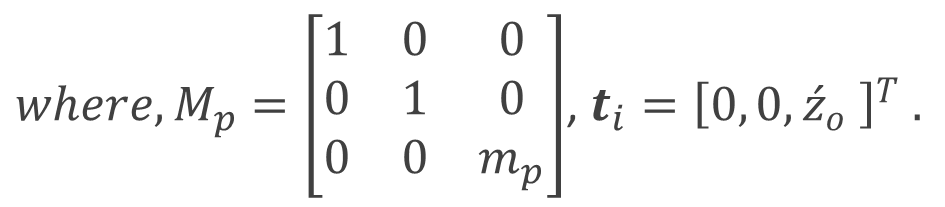 where, M_p = [1 0 0
0 1 0
0 0 m_p], t_i = [0,0,ź_o ]^T .